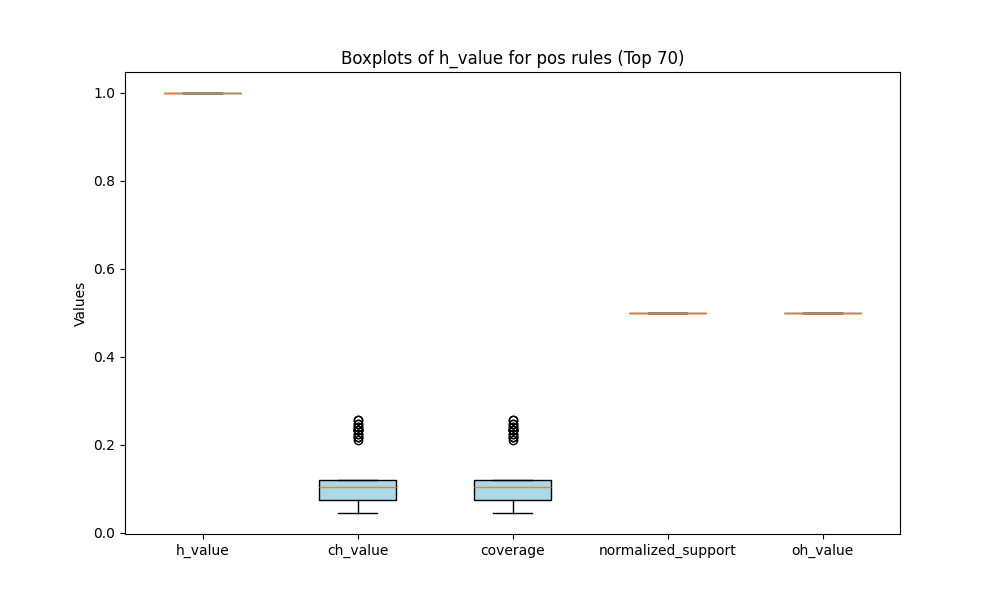 Boxplots of h_value for pos rules (Top 70)
Values
1.0
0.8
0.6
0.4
0.2
0.0
h_value
ch_value
coverage
normalized_support
oh_value